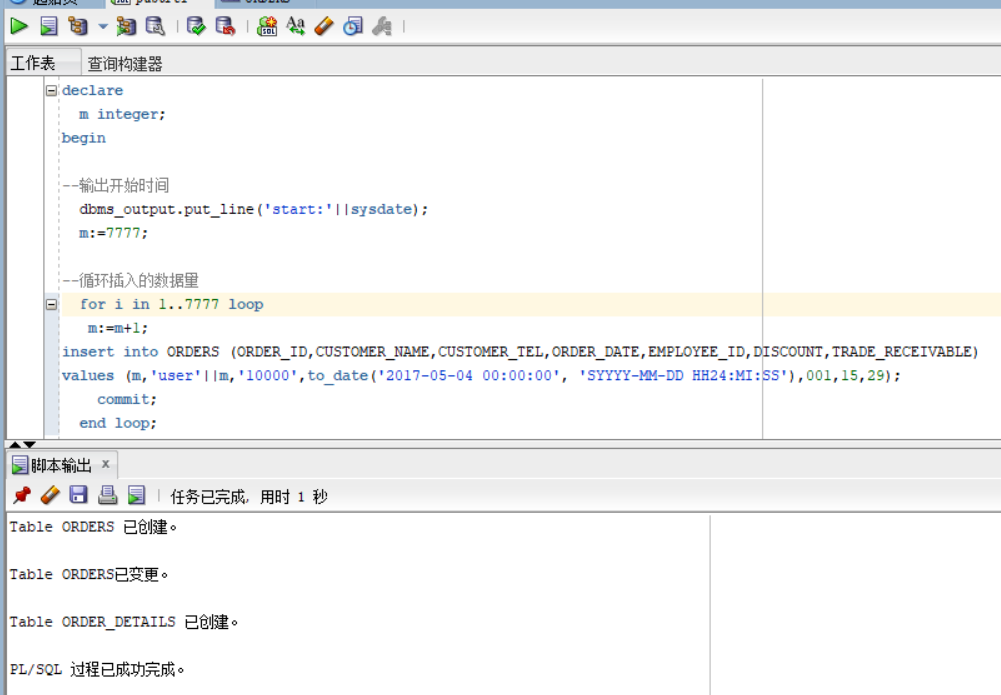 工作表 查询构建器
declare
m integer;
begin
--输出开始时间
dbms_output.put_line('start:'||sysdate);
m:=7777;
--循环插入的数据量
for i in 1..7777 loop
m:=m+1;
insert into ORDERS (ORDER_ID,CUSTOMER_NAME,CUSTOMER_TEL,ORDER_DATE,EMPLOYEE_ID,DISCOUNT,TRADE_RECEIVABLE)
values (m,'user'||m,'10000',to_date('2017-05-04 00:00:00', 'SYYYY-MM-DD HH24:MI:SS'),001,15,29);
commit;
end loop;
脚本输出 x
任务已完成, 用时 1 秒
Table ORDERS 已创建。
Table ORDERS已变更。
Table ORDER_DETAILS 已创建。
PL/SQL 过程已成功完成。